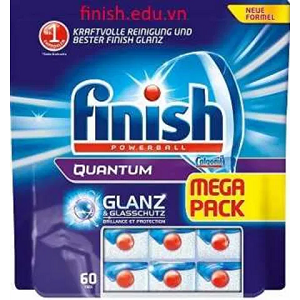 finish.edu.vn
1
KRAFTVOLLE REINIGUNG UND
BESTER FINISH GLANZ
NEUE
FORMEL
finish
POWERBALL
Calgonit
QUANTUM
MEGA
PACK
GLANZ
& GLASSCHUTZ
BRILLANCE ET PROTECTION
60